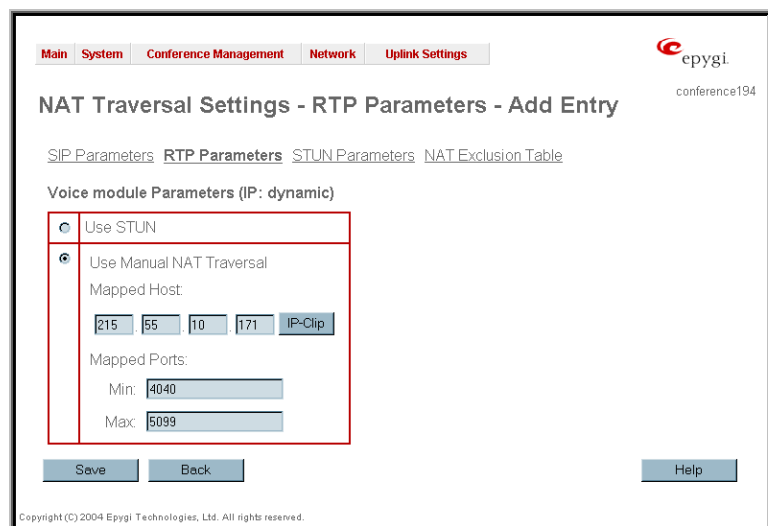 Main System Conference Management Network Uplink Settings
epygi
conference194
NAT Traversal Settings - RTP Parameters - Add Entry
SIP Parameters RTP Parameters STUN Parameters NAT Exclusion Table
Voice module Parameters (IP: dynamic)
Use STUN
Use Manual NAT Traversal
Mapped Host:
215 . 55 . 10 . 171 IP-Clip
Mapped Ports:
Min: 4040
Max: 5099
Save Back Help
Copyright (C) 2004 Epygi Technologies, Ltd. All rights reserved.